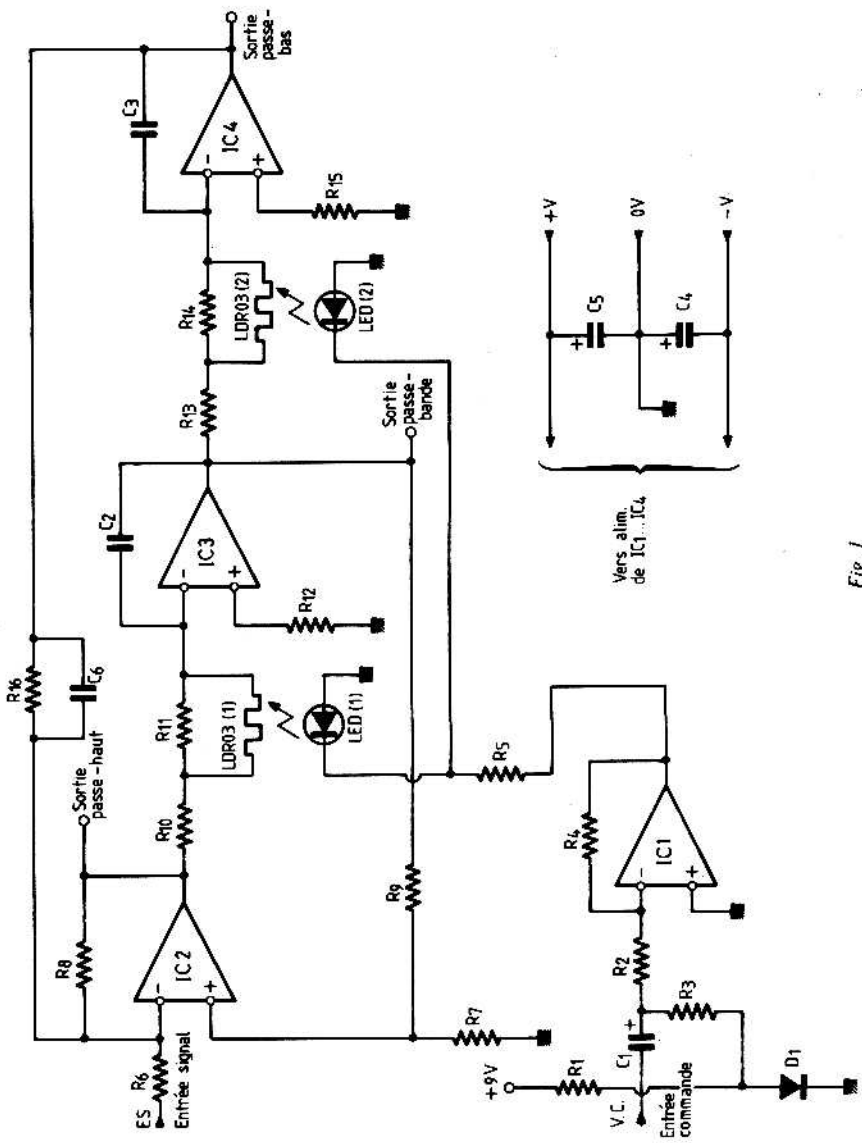 R16
C6
C3
Sortie
passe-haut
Sortie
passe-
bas
R8
C2
R6
ES
Entrée signal
-
IC2
+
R10
R11
-
IC3
+
R13
R14
-
IC4
+
LDR03 (1)
LDR03 (2)
R12
R15
LED (1)
LED (2)
R9
R7
Sortie
passe-
bande
R5
R4
+9V
R1
V.C.
Entrée
commande
C1
+
R2
-
IC1
+
R3
D1
Vers alim.
de IC1...IC4
+V
+
C5
0V
+
C4
-V
Fig. 1